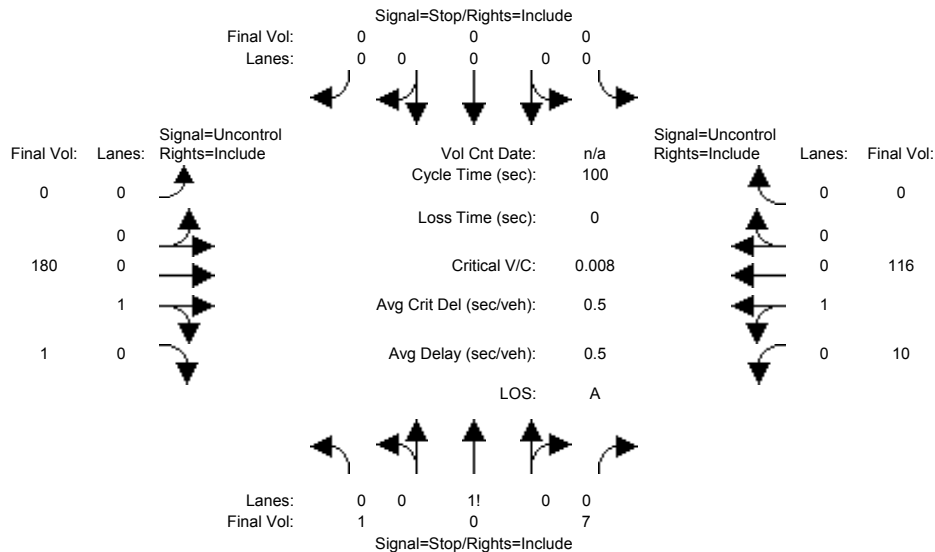 Signal=Stop/Rights=Include
Final Vol: 0 0 0
Lanes: 0 0 0 0 0
Signal=Uncontrol Signal=Uncontrol
Final Vol: Lanes: Rights=Include Vol Cnt Date: n/a Rights=Include Lanes: Final Vol:
Cycle Time (sec): 100
0 0 0 0
Loss Time (sec): 0
0 0
180 0 Critical V/C: 0.008 0 116
1 Avg Crit Del (sec/veh): 0.5 1
1 0 Avg Delay (sec/veh): 0.5 0 10
LOS: A
Lanes: 0 0 1! 0 0
Final Vol: 1 0 7
Signal=Stop/Rights=Include